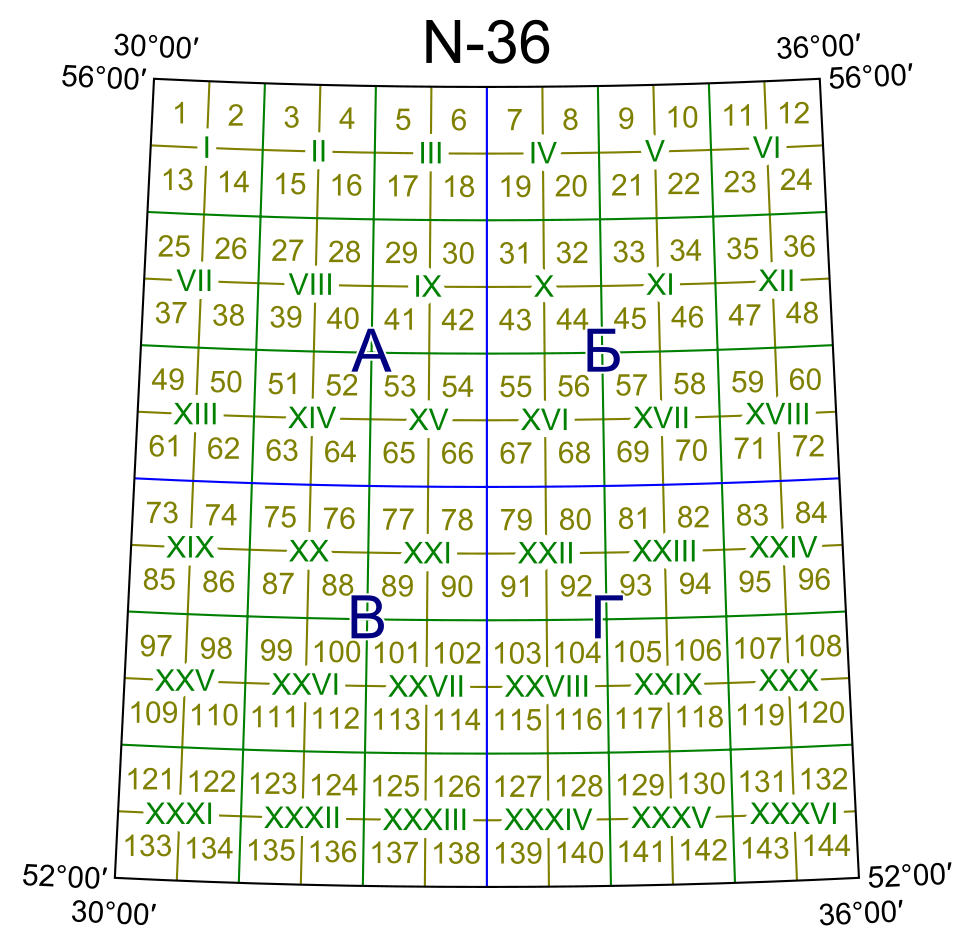 N-36
30°00′ 36°00′
56°00′ 56°00′
1 2 3 4 5 6 7 8 9 10 11 12
I II III IV V VI
13 14 15 16 17 18 19 20 21 22 23 24
25 26 27 28 29 30 31 32 33 34 35 36
VII VIII IX X XI XII
37 38 39 40 41 42 43 44 45 46 47 48
А Б
49 50 51 52 53 54 55 56 57 58 59 60
XIII XIV XV XVI XVII XVIII
61 62 63 64 65 66 67 68 69 70 71 72
73 74 75 76 77 78 79 80 81 82 83 84
XIX XX XXI XXII XXIII XXIV
85 86 87 88 89 90 91 92 93 94 95 96
В Г
97 98 99 100 101 102 103 104 105 106 107 108
XXV XXVI XXVII XXVIII XXIX XXX
109 110 111 112 113 114 115 116 117 118 119 120
121 122 123 124 125 126 127 128 129 130 131 132
XXXI XXXII XXXIII XXXIV XXXV XXXVI
133 134 135 136 137 138 139 140 141 142 143 144
52°00′ 52°00′
30°00′ 36°00′